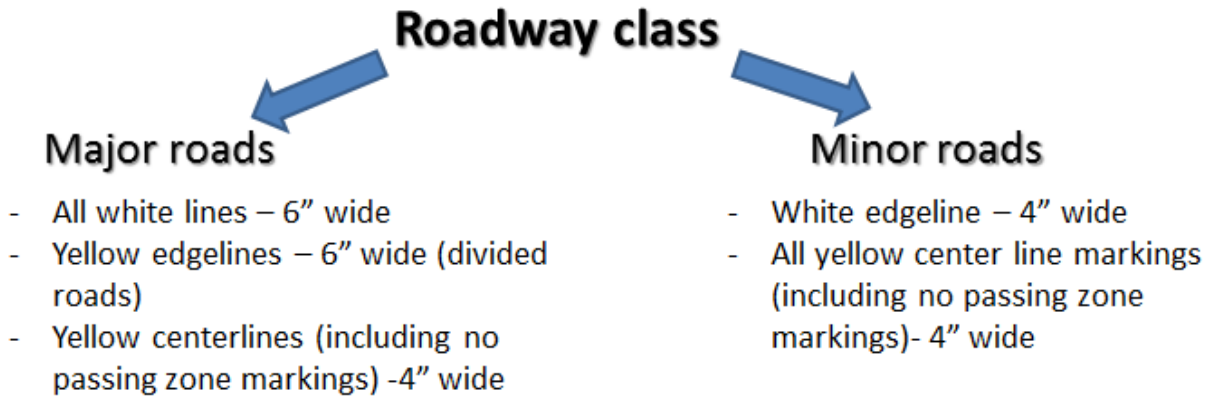 Roadway class
Major roads
- All white lines – 6” wide
- Yellow edgelines – 6” wide (divided
roads)
- Yellow centerlines (including no
passing zone markings) -4” wide
Minor roads
- White edgeline – 4” wide
- All yellow center line markings
(including no passing zone
markings)- 4” wide